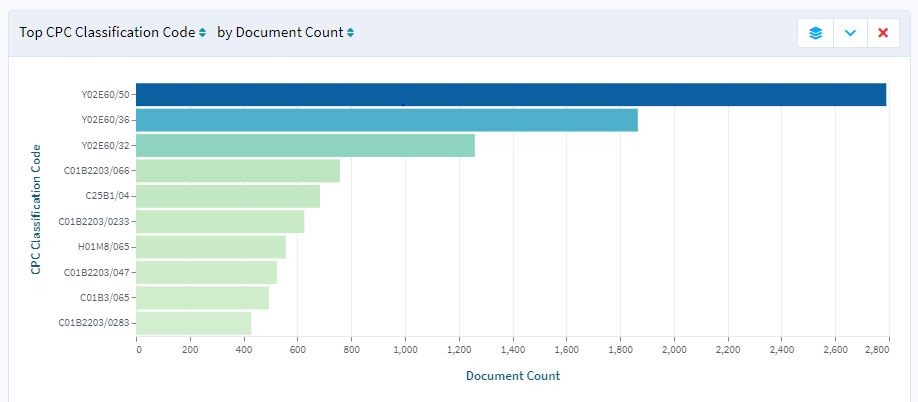 Top CPC Classification Code by Document Count
CPC Classification Code
Y02E60/50
Y02E60/36
Y02E60/32
C01B2203/066
C25B1/04
C01B2203/0233
H01M8/065
C01B2203/047
C01B3/065
C01B2203/0283
0 200 400 600 800 1,000 1,200 1,400 1,600 1,800 2,000 2,200 2,400 2,600 2,800
Document Count